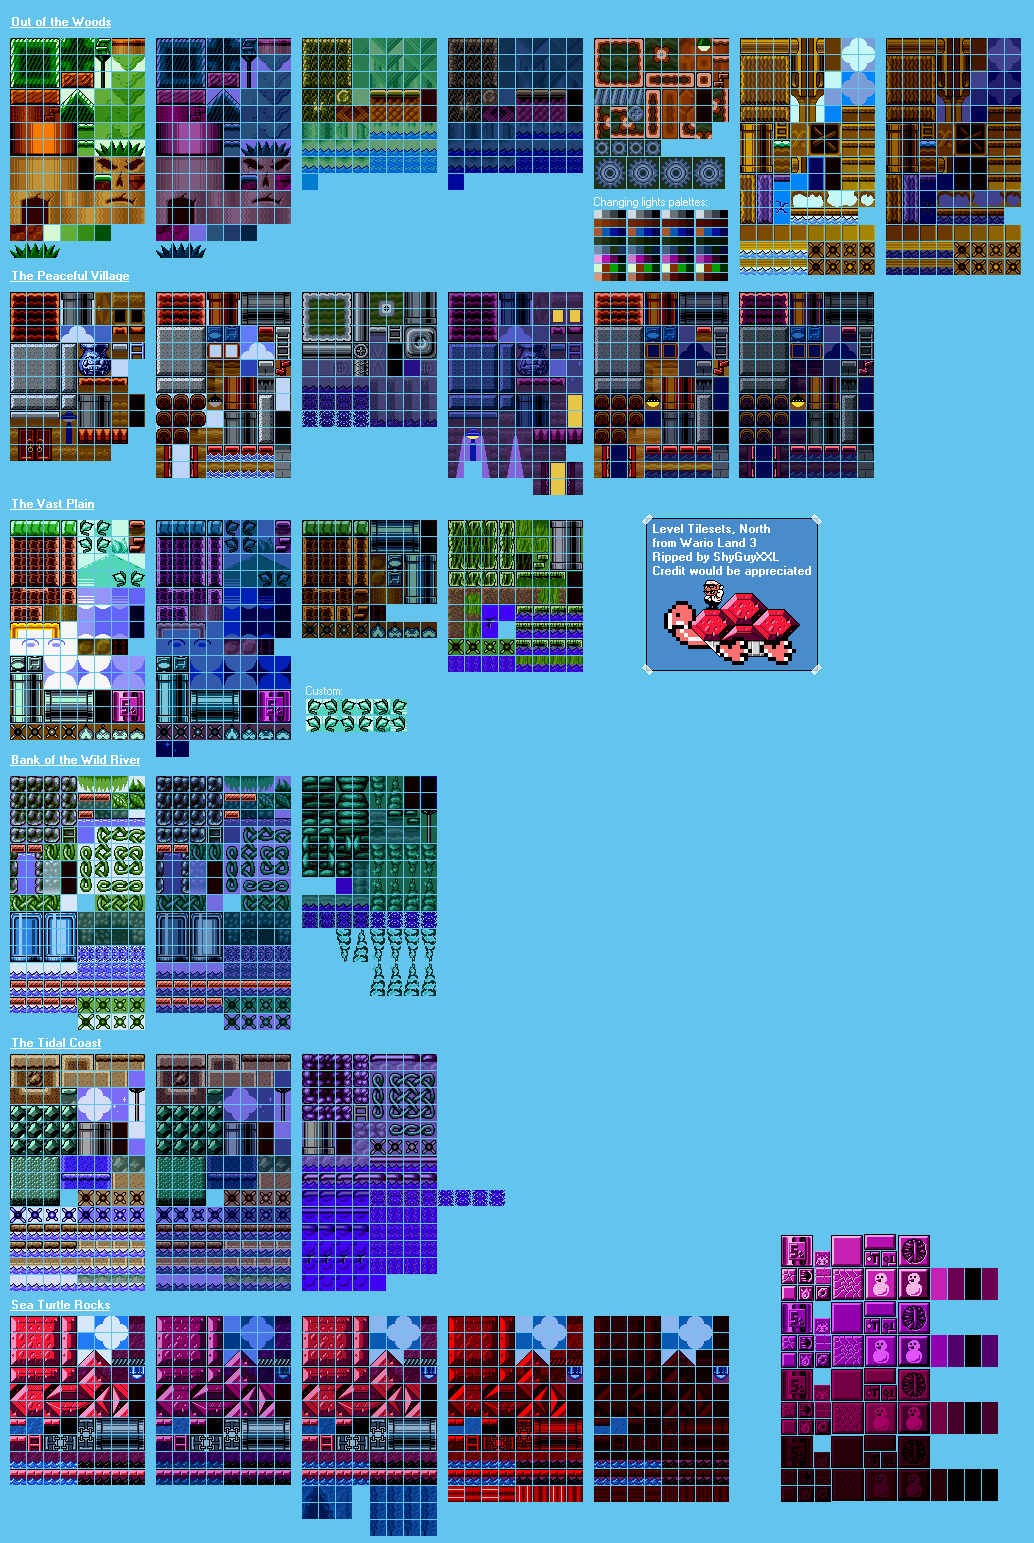 Out of the Woods
Changing lights palettes:
The Peaceful Village
The Vast Plain
Level Tilesets, North
from Wario Land 3
Ripped by ShyGuyXXL
Credit would be appreciated
Custom:
Bank of the Wild River
The Tidal Coast
Sea Turtle Rocks